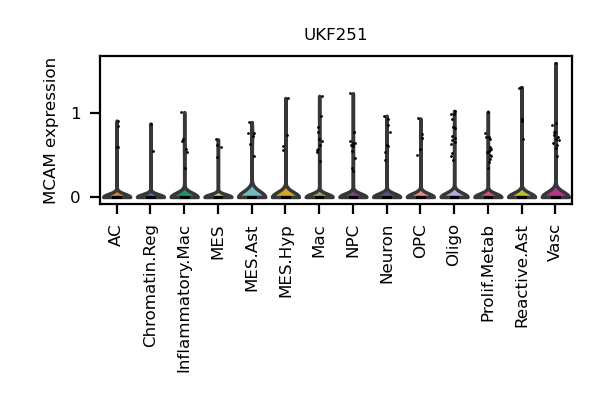 UKF251
MCAM expression
1
0
AC
Chromatin.Reg
Inflammatory.Mac
MES
MES.Ast
MES.Hyp
Mac
NPC
Neuron
OPC
Oligo
Prolif.Metab
Reactive.Ast
Vasc